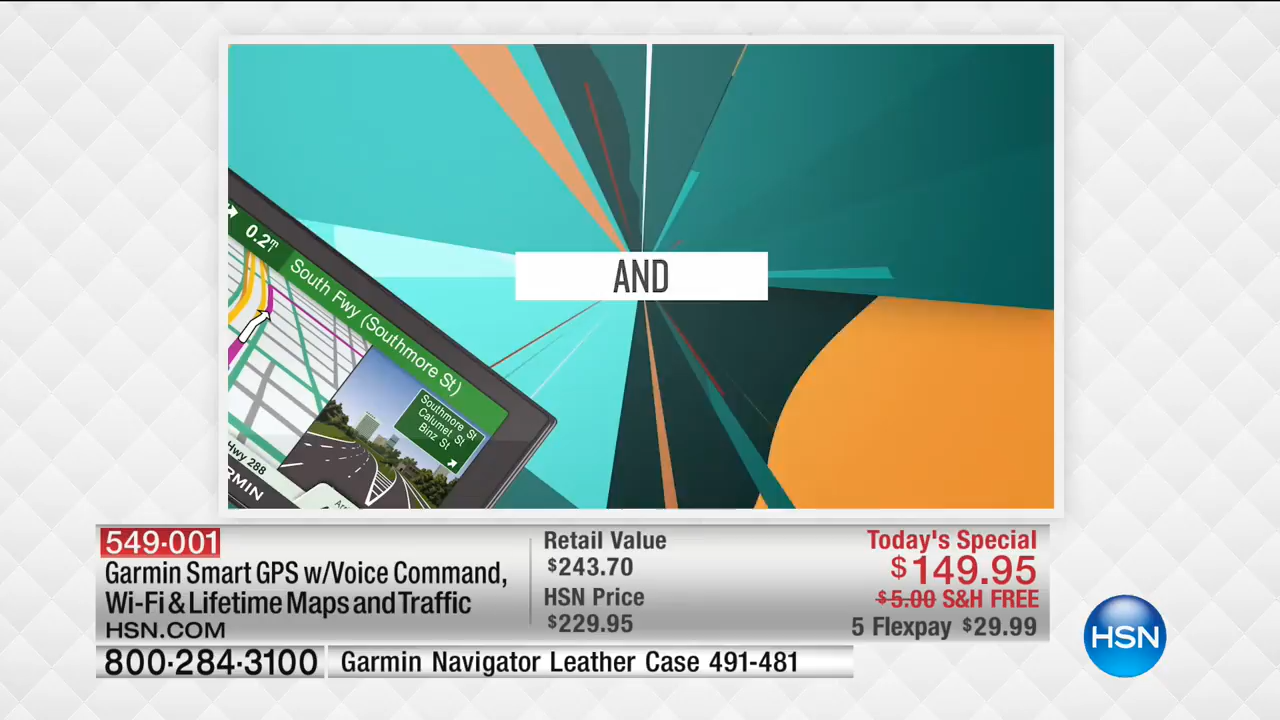 AND
0.2 m
South Fwy (Southmore St)
Southmore St
Calumet St
Binz St
Hwy 288
RMIN
Arr
549·001
Garmin Smart GPS w/Voice Command,
Wi-Fi & Lifetime Maps and Traffic
HSN.COM
Retail Value
$243.70
HSN Price
$229.95
Today's Special
$149.95
$5.00 S&H FREE
5 Flexpay $29.99
HSN
800·284·3100
Garmin Navigator Leather Case 491-481